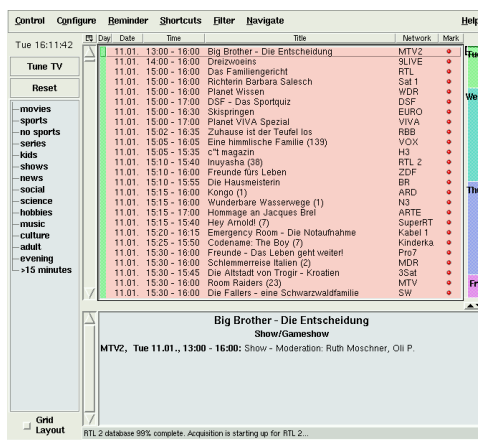 Control Configure Reminder Shortcuts Filter Navigate Help
Tue 16:11:42
Tune TV
Reset
movies
sports
no sports
series
kids
shows
news
social
science
hobbies
music
culture
adult
evening
>15 minutes
Grid
Layout
Day Date Time Title Network Mark
11.01. 13:00 - 16:00 Big Brother - Die Entscheidung MTV2
11.01. 14:00 - 16:00 Dreizwoeins 9LIVE
11.01. 15:00 - 16:00 Das Familiengericht RTL
11.01. 15:00 - 16:00 Richterin Barbara Salesch Sat 1
11.01. 15:00 - 16:00 Planet Wissen WDR
11.01. 15:00 - 17:00 DSF - Das Sportquiz DSF
11.01. 15:00 - 16:30 Skispringen EURO
11.01. 15:00 - 17:00 Planet VIVA Spezial VIVA
11.01. 15:02 - 16:35 Zuhause ist der Teufel los RBB
11.01. 15:05 - 16:05 Eine himmlische Familie (139) VOX
11.01. 15:05 - 15:35 c"t magazin H3
11.01. 15:10 - 15:40 Inuyasha (38) RTL 2
11.01. 15:10 - 16:00 Freunde fürs Leben ZDF
11.01. 15:10 - 15:55 Die Hausmeisterin BR
11.01. 15:15 - 16:00 Kongo (1) ARD
11.01. 15:15 - 16:00 Wunderbare Wasserwege (1) N3
11.01. 15:15 - 17:00 Hommage an Jacques Brel ARTE
11.01. 15:15 - 15:40 Hey Arnold! (7) SuperRT
11.01. 15:20 - 16:15 Emergency Room - Die Notaufnahme Kabel 1
11.01. 15:25 - 15:50 Codename: The Boy (7) Kinderka
11.01. 15:30 - 16:00 Freunde - Das Leben geht weiter! Pro7
11.01. 15:30 - 16:00 Schlemmerreise Italien (2) MDR
11.01. 15:30 - 15:45 Die Altstadt von Trogir - Kroatien 3Sat
11.01. 15:30 - 16:00 Room Raiders (23) MTV
11.01. 15:30 - 16:00 Die Fallers - eine Schwarzwaldfamilie SW
Tue
We
Thu
Fr
Big Brother - Die Entscheidung
Show/Gameshow
MTV2, Tue 11.01., 13:00 - 16:00: Show - Moderation: Ruth Moschner, Oli P.
RTL 2 database 99% complete. Acquisition is starting up for RTL 2...